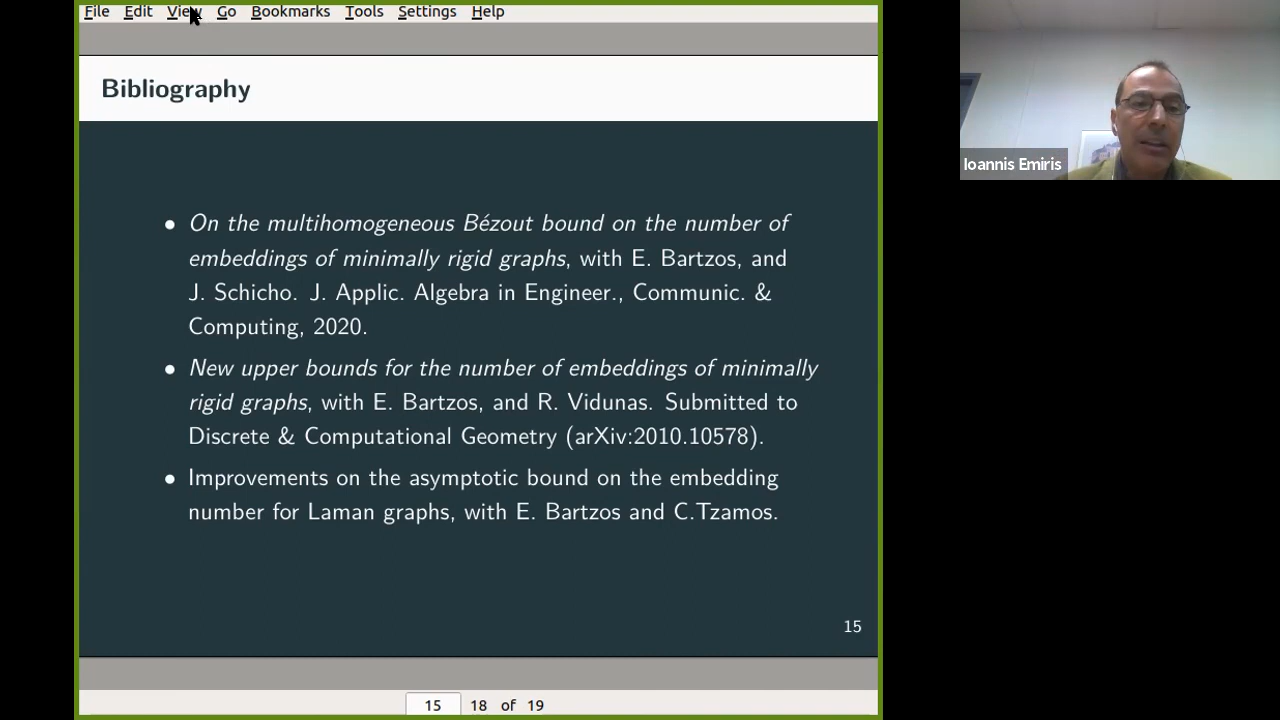 File Edit View Go Bookmarks Tools Settings Help
Bibliography
Ioannis Emiris
• On the multihomogeneous Bézout bound on the number of
embeddings of minimally rigid graphs, with E. Bartzos, and
J. Schicho. J. Applic. Algebra in Engineer., Communic. &
Computing, 2020.
• New upper bounds for the number of embeddings of minimally
rigid graphs, with E. Bartzos, and R. Vidunas. Submitted to
Discrete & Computational Geometry (arXiv:2010.10578).
• Improvements on the asymptotic bound on the embedding
number for Laman graphs, with E. Bartzos and C.Tzamos.
15
15 18 of 19